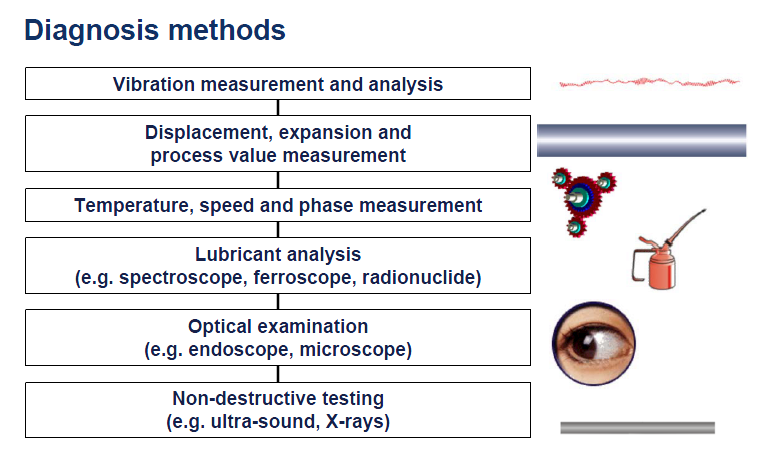 Diagnosis methods
Vibration measurement and analysis
Displacement, expansion and
process value measurement
Temperature, speed and phase measurement
Lubricant analysis
(e.g. spectroscope, ferroscope, radionuclide)
Optical examination
(e.g. endoscope, microscope)
Non-destructive testing
(e.g. ultra-sound, X-rays)